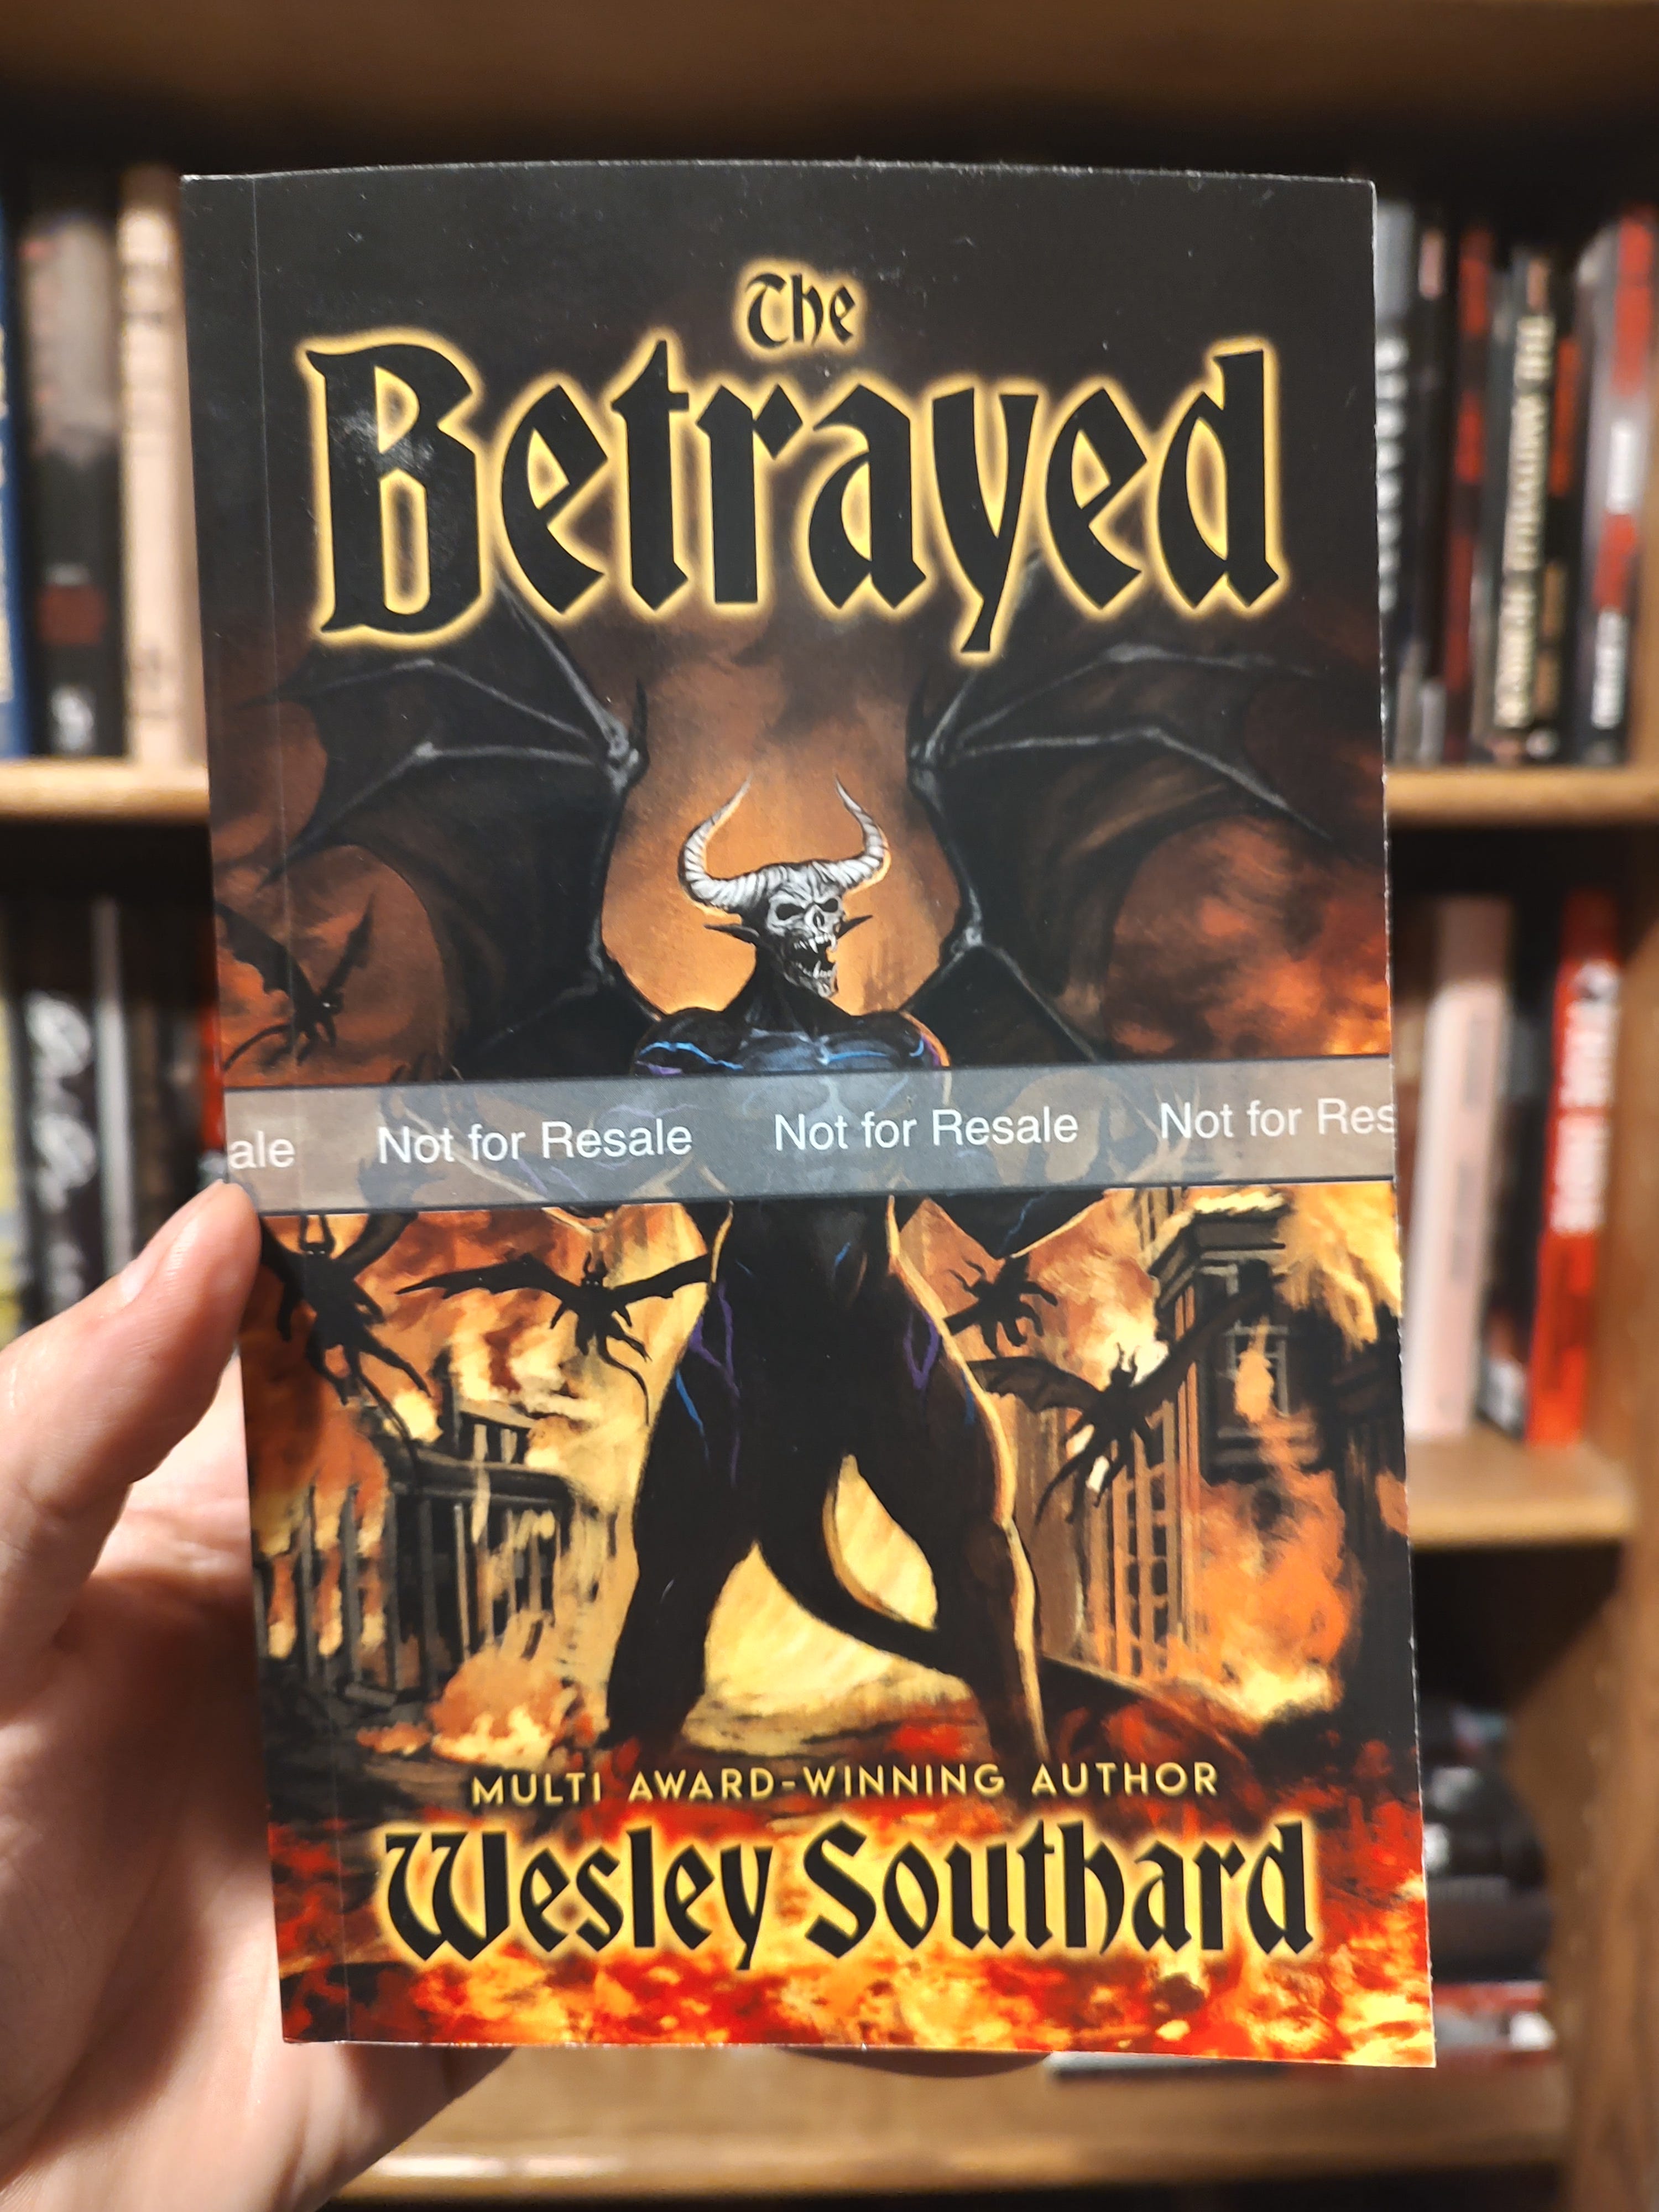 The
Betrayed
ale Not for Resale Not for Resale Not for Res
MULTI AWARD-WINNING AUTHOR
Wesley Southard